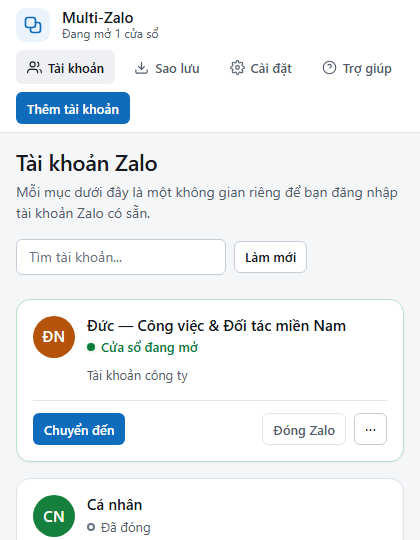 Multi-Zalo
Đang mở 1 cửa sổ
Tài khoản
Sao lưu
Cài đặt
Trợ giúp
Thêm tài khoản
Tài khoản Zalo
Mỗi mục dưới đây là một không gian riêng để bạn đăng nhập
tài khoản Zalo có sẵn.
Tìm tài khoản...
Làm mới
ĐN
Đức — Công việc & Đối tác miền Nam
Cửa sổ đang mở
Tài khoản công ty
Chuyển đến
Đóng Zalo
...
CN
Cá nhân
Đã đóng